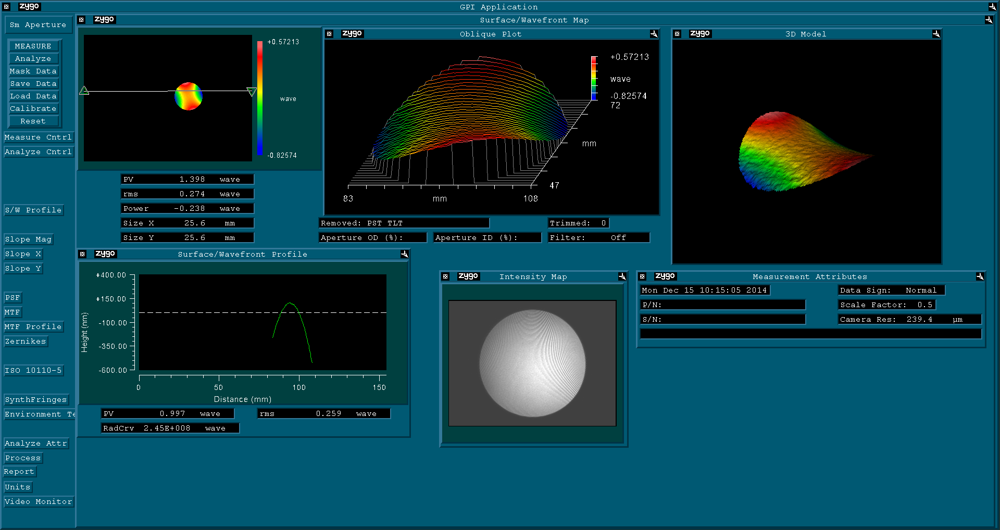 zygo GPI Application
Sm Aperture
MEASURE
Analyze
Mask Data
Save Data
Load Data
Calibrate
Reset
Measure Cntrl
Analyze Cntrl
S/W Profile
Slope Mag
Slope X
Slope Y
PSF
MTF
MTF Profile
Zernikes
ISO 10110-5
SynthFringes
Environment Te
Analyze Attr
Process
Report
Units
Video Monitor
zygo Surface/Wavefront Map
+0.57213
wave
-0.82574
PV 1.398 wave
rms 0.274 wave
Power -0.238 wave
Size X 25.6 mm
Size Y 25.6 mm
zygo Oblique Plot
+0.57213
wave
-0.82574
72
mm
47
83 mm 108
Removed: PST TLT
Trimmed: 0
Aperture OD (%):
Aperture ID (%):
Filter: Off
zygo 3D Model
zygo Surface/Wavefront Profile
+400.00
+150.00
-100.00
-350.00
-600.00
Height (nm)
0 50 100 150
Distance (mm)
PV 0.997 wave
rms 0.259 wave
RadCrv 2.45E+008 wave
zygo Intensity Map
zygo Measurement Attributes
Mon Dec 15 10:15:05 2014
Data Sign: Normal
P/N:
Scale Factor: 0.5
S/N:
Camera Res: 239.4 µm